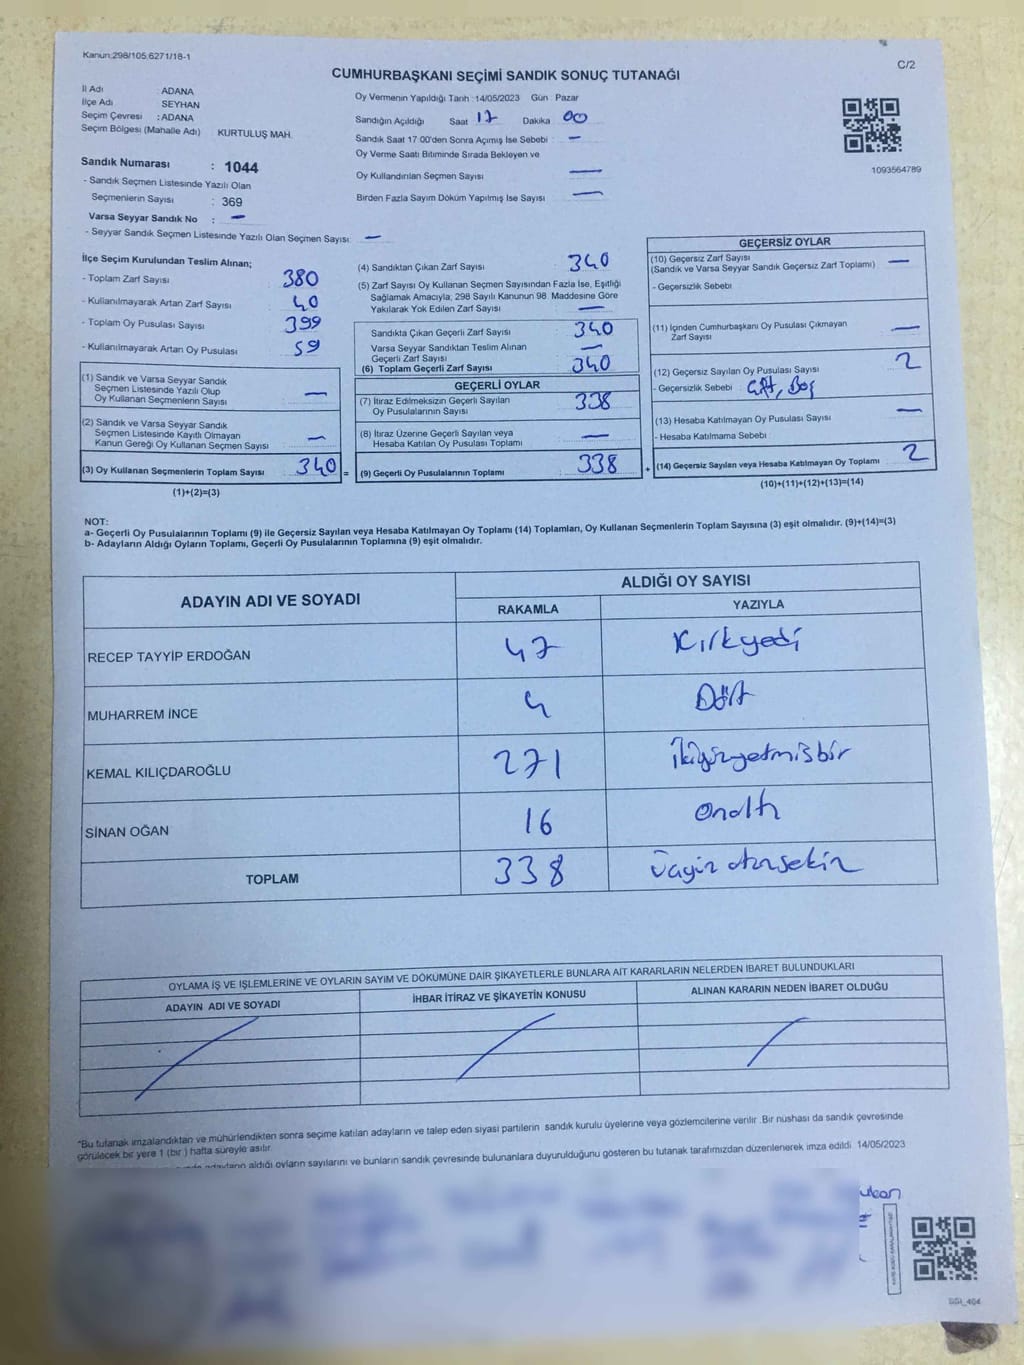 Kanun:298/105;6271/18-1
C/2
CUMHURBAŞKANI SEÇİMİ SANDIK SONUÇ TUTANAĞI
İl Adı : ADANA
İlçe Adı : SEYHAN
Seçim Çevresi : ADANA
Seçim Bölgesi (Mahalle Adı) : KURTULUŞ MAH.
Sandık Numarası : 1044
- Sandık Seçmen Listesinde Yazılı Olan
Seçmenlerin Sayısı : 369
Varsa Seyyar Sandık No : -
- Seyyar Sandık Seçmen Listesinde Yazılı Olan Seçmen Sayısı: -
Oy Vermenin Yapıldığı Tarih :14/05/2023 Gün : Pazar
Sandığın Açıldığı Saat 17 Dakika 00
Sandık Saat 17:00'den Sonra Açılmış İse Sebebi : -
Oy Verme Saati Bitiminde Sırada Bekleyen ve
Oy Kullandırılan Seçmen Sayısı -
Birden Fazla Sayım Döküm Yapılmış İse Sayısı -
1093564789
İlçe Seçim Kurulundan Teslim Alınan;
- Toplam Zarf Sayısı 380
- Kullanılmayarak Artan Zarf Sayısı 40
- Toplam Oy Pusulası Sayısı 399
- Kullanılmayarak Artan Oy Pusulası 59
(1) Sandık ve Varsa Seyyar Sandık
Seçmen Listesinde Yazılı Olup
Oy Kullanan Seçmenlerin Sayısı -
(2) Sandık ve Varsa Seyyar Sandık
Seçmen Listesinde Kayıtlı Olmayan
Kanun Gereği Oy Kullanan Seçmen Sayısı -
(3) Oy Kullanan Seçmenlerin Toplam Sayısı 340 =
(1)+(2)=(3)
(4) Sandıktan Çıkan Zarf Sayısı 340
(5) Zarf Sayısı Oy Kullanan Seçmen Sayısından Fazla İse, Eşitliği
Sağlamak Amacıyla, 298 Sayılı Kanunun 98. Maddesine Göre
Yakılarak Yok Edilen Zarf Sayısı -
Sandıkta Çıkan Geçerli Zarf Sayısı 340
Varsa Seyyar Sandıktan Teslim Alınan
Geçerli Zarf Sayısı -
(6) Toplam Geçerli Zarf Sayısı 340
GEÇERLİ OYLAR
(7) İtiraz Edilmeksizin Geçerli Sayılan
Oy Pusulalarının Sayısı 338
(8) İtiraz Üzerine Geçerli Sayılan veya
Hesaba Katılan Oy Pusulası Toplamı -
(9) Geçerli Oy Pusulalarının Toplamı 338 +
GEÇERSİZ OYLAR
(10) Geçersiz Zarf Sayısı
(Sandık ve Varsa Seyyar Sandık Geçersiz Zarf Toplamı) -
- Geçersizlik Sebebi
(11) İçinden Cumhurbaşkanı Oy Pusulası Çıkmayan
Zarf Sayısı -
(12) Geçersiz Sayılan Oy Pusulası Sayısı 2
- Geçersizlik Sebebi : Çift, Boş
(13) Hesaba Katılmayan Oy Pusulası Sayısı -
- Hesaba Katılmama Sebebi
(14) Geçersiz Sayılan veya Hesaba Katılmayan Oy Toplamı 2
(10)+(11)+(12)+(13)=(14)
NOT:
a- Geçerli Oy Pusulalarının Toplamı (9) ile Geçersiz Sayılan veya Hesaba Katılmayan Oy Toplamı (14) Toplamları, Oy Kullanan Seçmenlerin Toplam Sayısına (3) eşit olmalıdır. (9)+(14)=(3)
b- Adayların Aldığı Oyların Toplamı, Geçerli Oy Pusulalarının Toplamına (9) eşit olmalıdır.
ADAYIN ADI VE SOYADI ALDIĞI OY SAYISI
RAKAMLA YAZIYLA
RECEP TAYYİP ERDOĞAN 47 Kırkyedi
MUHARREM İNCE 4 Dört
KEMAL KILIÇDAROĞLU 271 İkiyüzyetmişbir
SİNAN OĞAN 16 Onaltı
TOPLAM 338 Üçyüz otuzsekiz
OYLAMA İŞ VE İŞLEMLERİNE VE OYLARIN SAYIM VE DÖKÜMÜNE DAİR ŞİKAYETLERLE BUNLARA AİT KARARLARIN NELERDEN İBARET BULUNDUKLARI
ADAYIN ADI VE SOYADI İHBAR İTİRAZ VE ŞİKAYETİN KONUSU ALINAN KARARIN NEDEN İBARET OLDUĞU
"Bu tutanak imzalandıktan ve mühürlendikten sonra seçime katılan adayların ve talep eden siyasi partilerin sandık kurulu üyelerine veya gözlemcilerine verilir. Bir nüshası da sandık çevresinde
görülecek bir yere 1 (bir) hafta süreyle asılır.
adayların aldığı oyların sayılarını ve bunların sandık çevresinde bulunanlara duyurulduğunu gösteren bu tutanak tarafımızdan düzenlenerek imza edildi. 14/05/2023